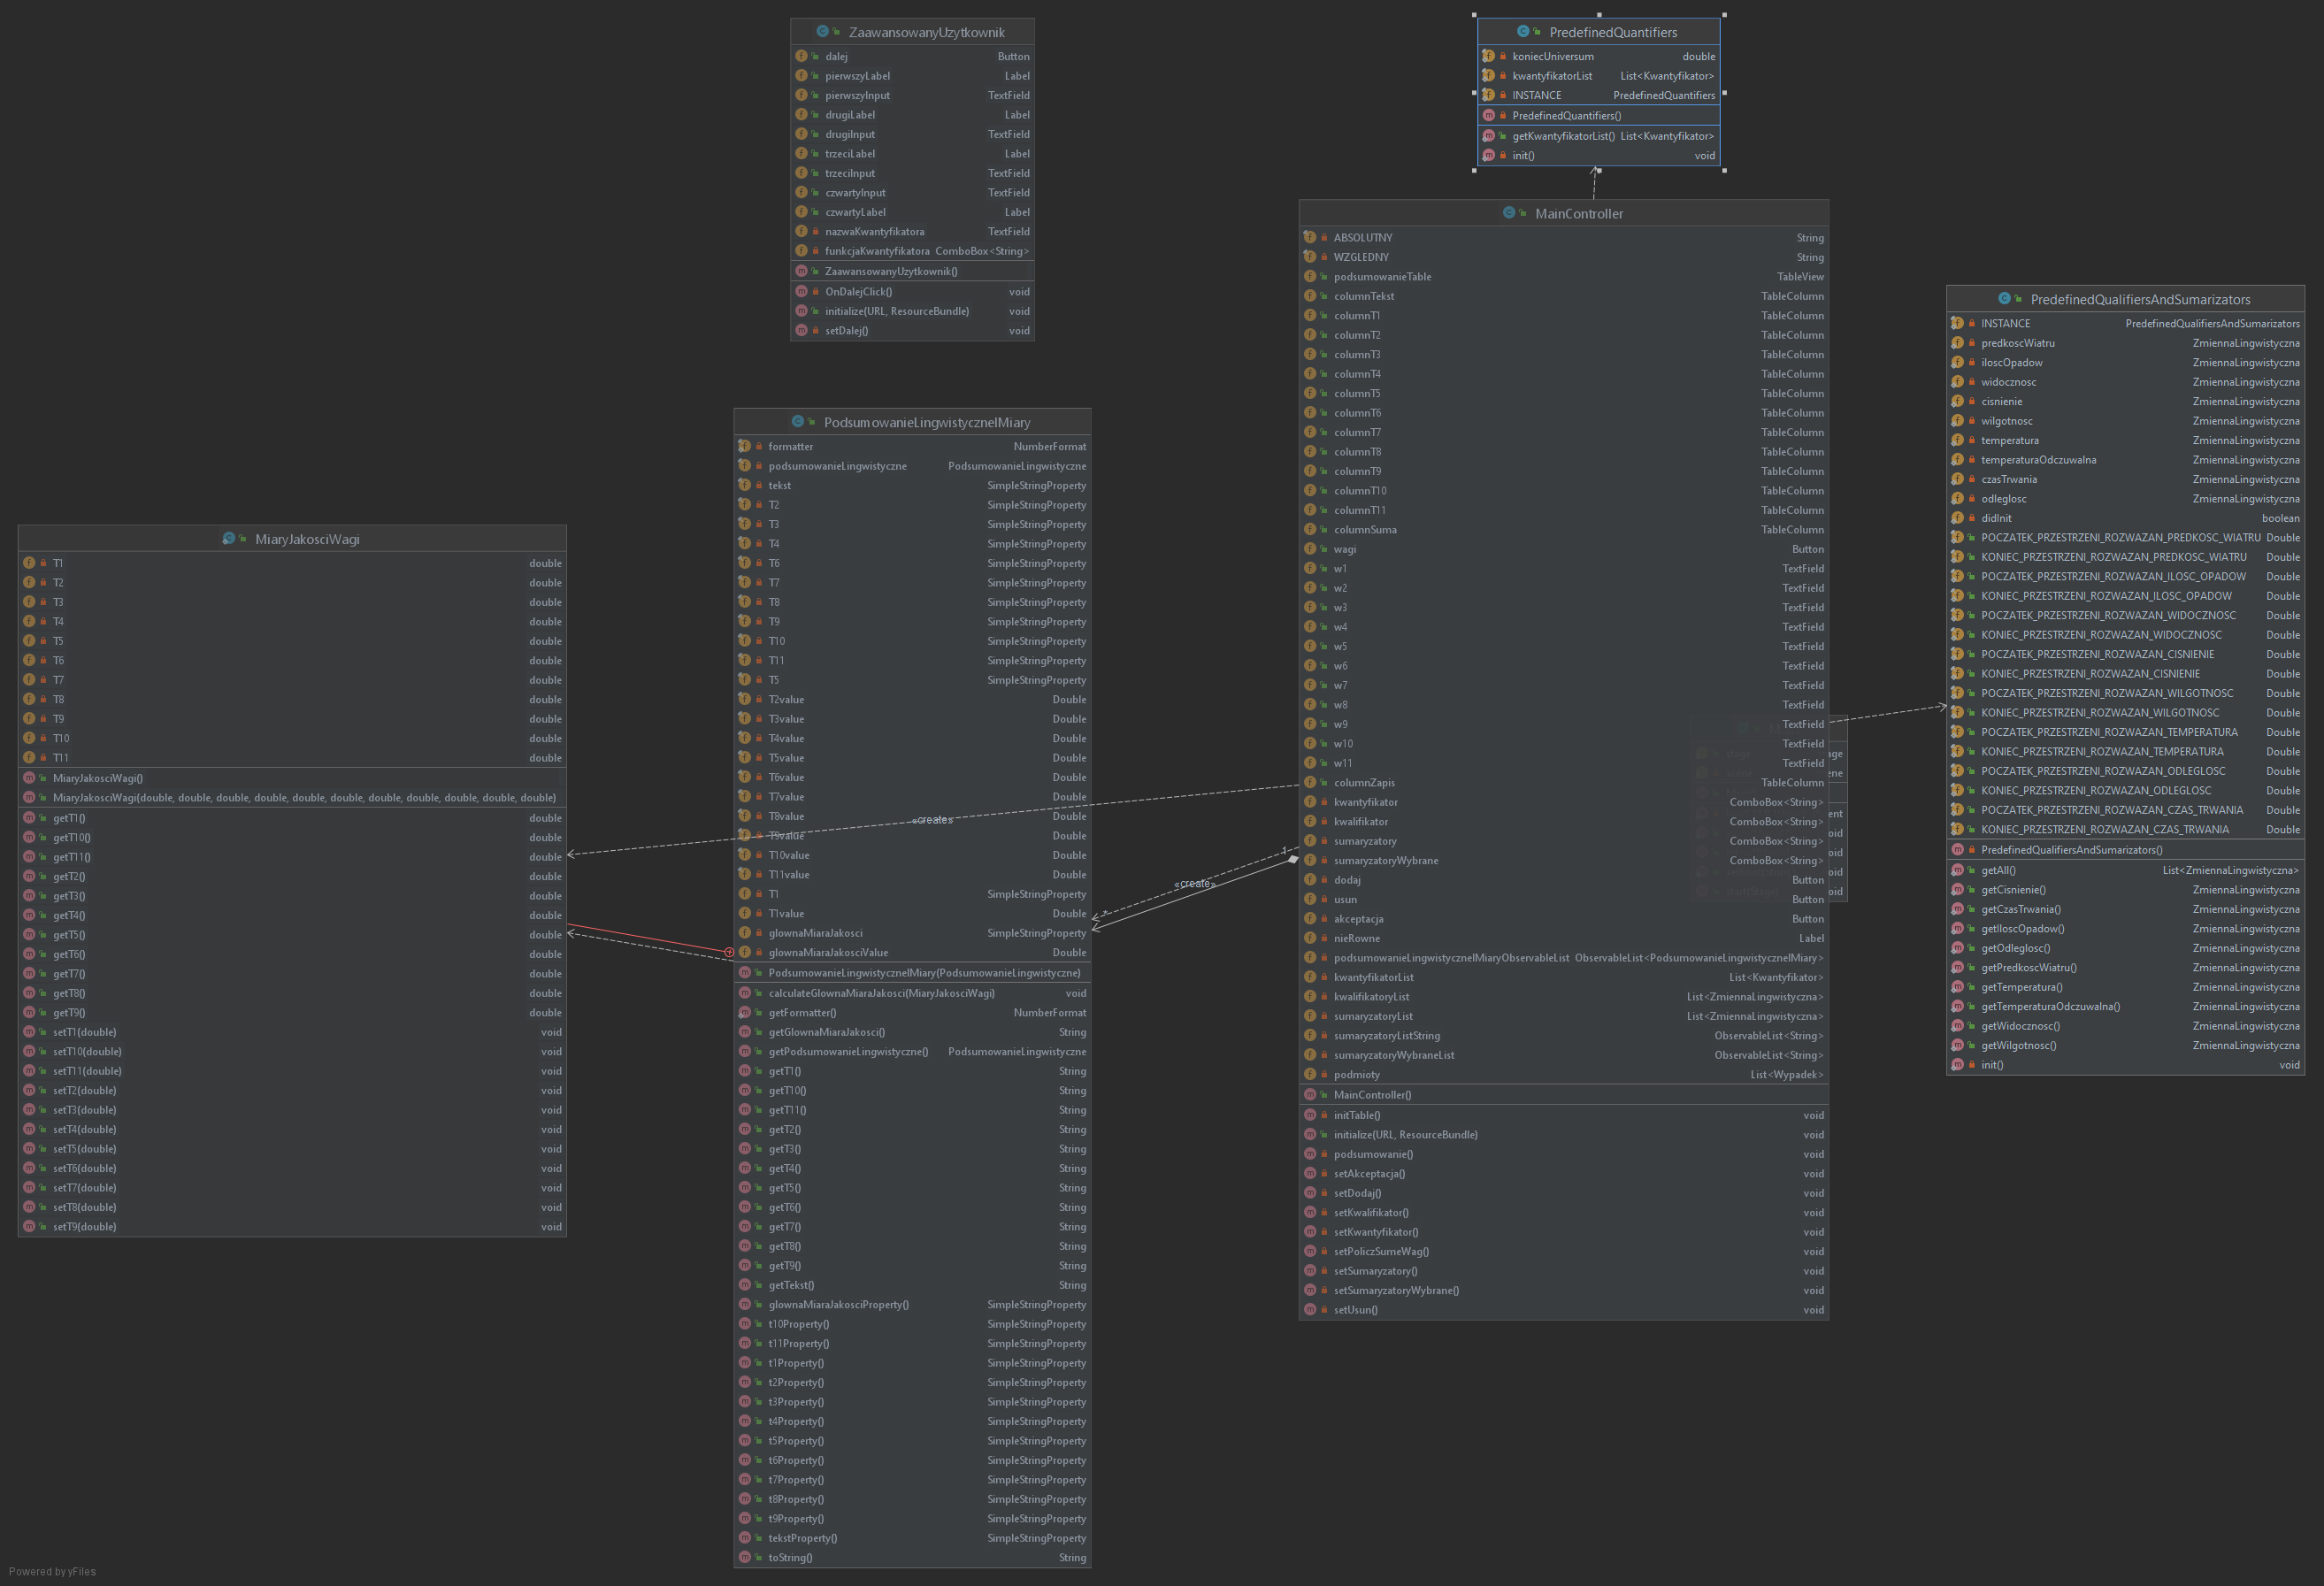 ZaawansowanyUzytkownik
dalej Button
pierwszyLabel Label
pierwszyInput TextField
drugiLabel Label
drugiInput TextField
trzeciLabel Label
trzeciInput TextField
czwartyInput TextField
czwartyLabel Label
nazwaKwantyfikatora TextField
funkcjaKwantyfikatora ComboBox<String>
ZaawansowanyUzytkownik()
OnDalejClick() void
initialize(URL, ResourceBundle) void
setDalej() void
PredefinedQuantifiers
koniecUniversum double
kwantyfikatorList List<Kwantyfikator>
INSTANCE PredefinedQuantifiers
PredefinedQuantifiers()
getKwantyfikatorList() List<Kwantyfikator>
init() void
MiaryJakosciWagi
T1 double
T2 double
T3 double
T4 double
T5 double
T6 double
T7 double
T8 double
T9 double
T10 double
T11 double
MiaryJakosciWagi()
MiaryJakosciWagi(double, double, double, double, double, double, double, double, double, double, double)
getT1() double
getT10() double
getT11() double
getT2() double
getT3() double
getT4() double
getT5() double
getT6() double
getT7() double
getT8() double
getT9() double
setT1(double) void
setT10(double) void
setT11(double) void
setT2(double) void
setT3(double) void
setT4(double) void
setT5(double) void
setT6(double) void
setT7(double) void
setT8(double) void
setT9(double) void
PodsumowanieLingwistyczneIMiary
formatter NumberFormat
podsumowanieLingwistyczne PodsumowanieLingwistyczne
tekst SimpleStringProperty
T2 SimpleStringProperty
T3 SimpleStringProperty
T4 SimpleStringProperty
T6 SimpleStringProperty
T7 SimpleStringProperty
T8 SimpleStringProperty
T9 SimpleStringProperty
T10 SimpleStringProperty
T11 SimpleStringProperty
T5 SimpleStringProperty
T2value Double
T3value Double
T4value Double
T5value Double
T6value Double
T7value Double
T8value Double
T9value Double
T10value Double
T11value Double
T1 SimpleStringProperty
T1value Double
glownaMiaraJakosci SimpleStringProperty
glownaMiaraJakosciValue Double
PodsumowanieLingwistyczneIMiary(PodsumowanieLingwistyczne)
calculateGlownaMiaraJakosci(MiaryJakosciWagi) void
getFormatter() NumberFormat
getGlownaMiaraJakosci() String
getPodsumowanieLingwistyczne() PodsumowanieLingwistyczne
getT1() String
getT10() String
getT11() String
getT2() String
getT3() String
getT4() String
getT5() String
getT6() String
getT7() String
getT8() String
getT9() String
getTekst() String
glownaMiaraJakosciProperty() SimpleStringProperty
t10Property() SimpleStringProperty
t11Property() SimpleStringProperty
t1Property() SimpleStringProperty
t2Property() SimpleStringProperty
t3Property() SimpleStringProperty
t4Property() SimpleStringProperty
t5Property() SimpleStringProperty
t6Property() SimpleStringProperty
t7Property() SimpleStringProperty
t8Property() SimpleStringProperty
t9Property() SimpleStringProperty
tekstProperty() SimpleStringProperty
toString() String
«create»
«create»
1
*
MainController
ABSOLUTNY String
WZGLEDNY String
podsumowanieTable TableView
columnTekst TableColumn
columnT1 TableColumn
columnT2 TableColumn
columnT3 TableColumn
columnT4 TableColumn
columnT5 TableColumn
columnT6 TableColumn
columnT7 TableColumn
columnT8 TableColumn
columnT9 TableColumn
columnT10 TableColumn
columnT11 TableColumn
columnSuma TableColumn
wagi Button
w1 TextField
w2 TextField
w3 TextField
w4 TextField
w5 TextField
w6 TextField
w7 TextField
w8 TextField
w9 TextField
w10 TextField
w11 TextField
columnZapis TableColumn
kwantyfikator ComboBox<String>
kwalifikator ComboBox<String>
sumaryzatory ComboBox<String>
sumaryzatoryWybrane ComboBox<String>
dodaj Button
usun Button
akceptacja Button
nieRowne Label
podsumowanieLingwistyczneIMiaryObservableList ObservableList<PodsumowanieLingwistyczneIMiary>
kwantyfikatorList List<Kwantyfikator>
kwalifikatoryList List<ZmiennaLingwistyczna>
sumaryzatoryList List<ZmiennaLingwistyczna>
sumaryzatoryListString ObservableList<String>
sumaryzatoryWybraneList ObservableList<String>
podmioty List<Wypadek>
MainController()
initTable() void
initialize(URL, ResourceBundle) void
podsumowanie() void
setAkceptacja() void
setDodaj() void
setKwalifikator() void
setKwantyfikator() void
setPoliczSumeWag() void
setSumaryzatory() void
setSumaryzatoryWybrane() void
setUsun() void
PredefinedQualifiersAndSumarizators
INSTANCE PredefinedQualifiersAndSumarizators
predkoscWiatru ZmiennaLingwistyczna
iloscOpadow ZmiennaLingwistyczna
widocznosc ZmiennaLingwistyczna
cisnienie ZmiennaLingwistyczna
wilgotnosc ZmiennaLingwistyczna
temperatura ZmiennaLingwistyczna
temperaturaOdczuwalna ZmiennaLingwistyczna
czasTrwania ZmiennaLingwistyczna
odleglosc ZmiennaLingwistyczna
didInit boolean
POCZATEK_PRZESTRZENI_ROZWAZAN_PREDKOSC_WIATRU Double
KONIEC_PRZESTRZENI_ROZWAZAN_PREDKOSC_WIATRU Double
POCZATEK_PRZESTRZENI_ROZWAZAN_ILOSC_OPADOW Double
KONIEC_PRZESTRZENI_ROZWAZAN_ILOSC_OPADOW Double
POCZATEK_PRZESTRZENI_ROZWAZAN_WIDOCZNOSC Double
KONIEC_PRZESTRZENI_ROZWAZAN_WIDOCZNOSC Double
POCZATEK_PRZESTRZENI_ROZWAZAN_CISNIENIE Double
KONIEC_PRZESTRZENI_ROZWAZAN_CISNIENIE Double
POCZATEK_PRZESTRZENI_ROZWAZAN_WILGOTNOSC Double
KONIEC_PRZESTRZENI_ROZWAZAN_WILGOTNOSC Double
POCZATEK_PRZESTRZENI_ROZWAZAN_TEMPERATURA Double
KONIEC_PRZESTRZENI_ROZWAZAN_TEMPERATURA Double
POCZATEK_PRZESTRZENI_ROZWAZAN_ODLEGLOSC Double
KONIEC_PRZESTRZENI_ROZWAZAN_ODLEGLOSC Double
POCZATEK_PRZESTRZENI_ROZWAZAN_CZAS_TRWANIA Double
KONIEC_PRZESTRZENI_ROZWAZAN_CZAS_TRWANIA Double
PredefinedQualifiersAndSumarizators()
getAll() List<ZmiennaLingwistyczna>
getCisnienie() ZmiennaLingwistyczna
getCzasTrwania() ZmiennaLingwistyczna
getIloscOpadow() ZmiennaLingwistyczna
getOdleglosc() ZmiennaLingwistyczna
getPredkoscWiatru() ZmiennaLingwistyczna
getTemperatura() ZmiennaLingwistyczna
getTemperaturaOdczuwalna() ZmiennaLingwistyczna
getWidocznosc() ZmiennaLingwistyczna
getWilgotnosc() ZmiennaLingwistyczna
init() void
Powered by yFiles